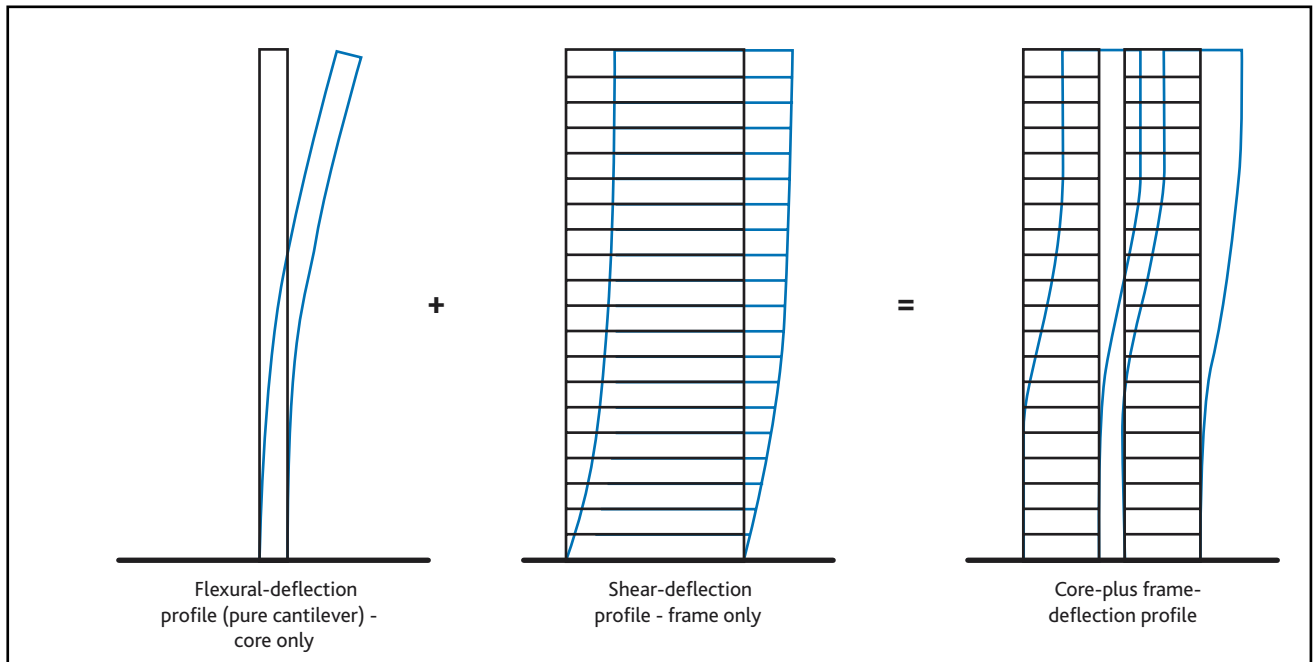 +
=
Flexural-deflection
profile (pure cantilever) -
core only
Shear-deflection
profile - frame only
Core-plus frame-
deflection profile